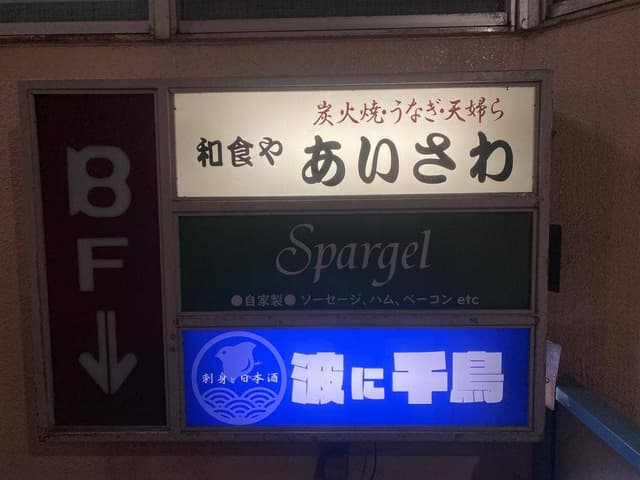 B
F
炭火焼・うなぎ・天婦ら
和食や あいさわ
Spargel
●自家製● ソーセージ、ハム、ベーコン etc
刺身と日本酒
波に千鳥